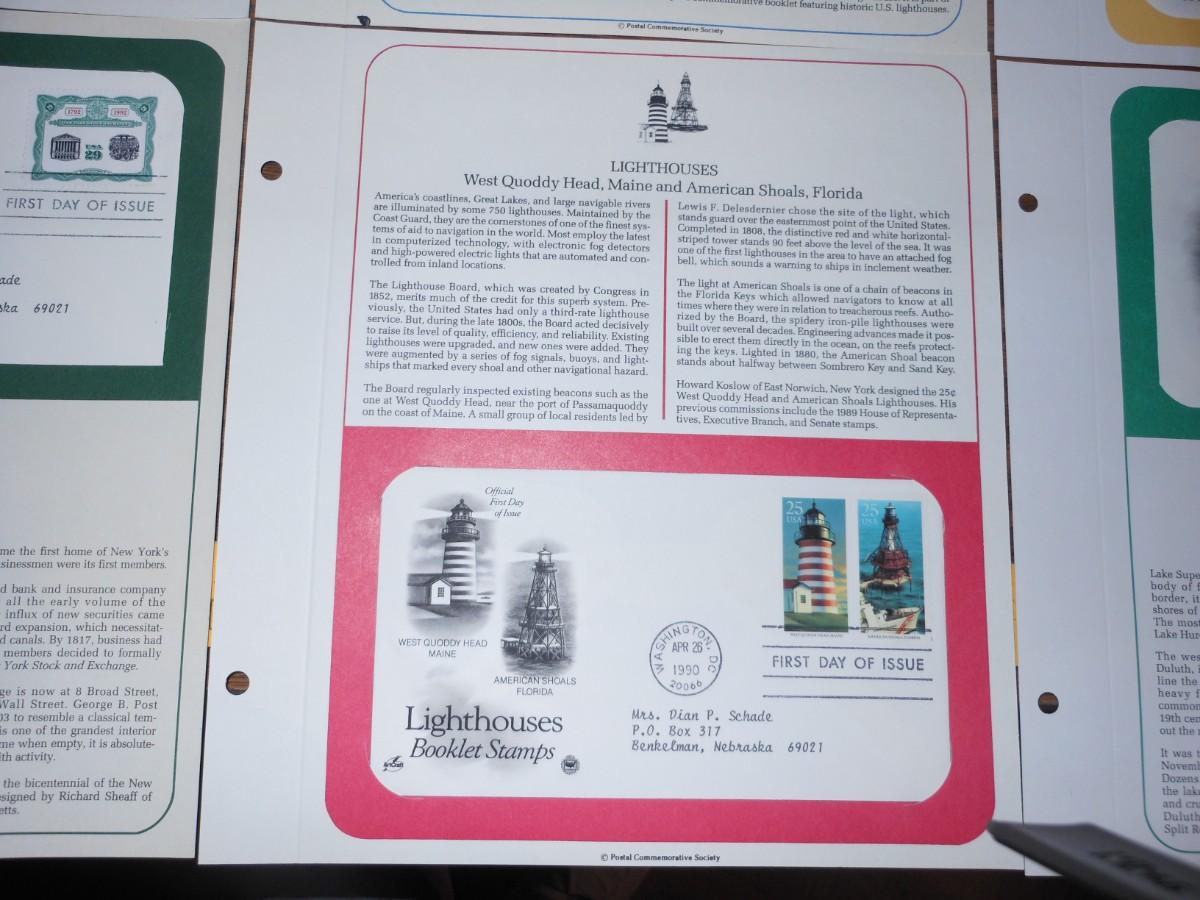 commemorative booklet featuring historic U.S. lighthouses.
© Postal Commemorative Society
1792 1992
USA
29
FIRST DAY OF ISSUE
69021
me the first home of New York's
sinessmen were its first members.
d bank and insurance company
all the early volume of the
influx of new securities came
rd expansion, which necessitat-
d canals. By 1817, business had
members decided to formally
York Stock and Exchange.
ge is now at 8 Broad Street,
Wall Street. George B. Post
03 to resemble a classical tem-
is one of the grandest interior
me when empty, it is absolute-
ith activity.
the bicentennial of the New
esigned by Richard Sheaff of
etts.
LIGHTHOUSES
West Quoddy Head, Maine and American Shoals, Florida
America's coastlines, Great Lakes, and large navigable rivers
are illuminated by some 750 lighthouses. Maintained by the
Coast Guard, they are the cornerstones of one of the finest sys-
tems of aid to navigation in the world. Most employ the latest
in computerized technology, with electronic fog detectors
and high-powered electric lights that are automated and con-
trolled from inland locations.
The Lighthouse Board, which was created by Congress in
1852, merits much of the credit for this superb system. Pre-
viously, the United States had only a third-rate lighthouse
service. But, during the late 1800s, the Board acted decisively
to raise its level of quality, efficiency, and reliability. Existing
lighthouses were upgraded, and new ones were added. They
were augmented by a series of fog signals, buoys, and light-
ships that marked every shoal and other navigational hazard.
The Board regularly inspected existing beacons such as the
one at West Quoddy Head, near the port of Passamaquoddy
on the coast of Maine. A small group of local residents led by
Lewis F. Delesdernier chose the site of the light, which
stands guard over the easternmost point of the United States.
Completed in 1808, the distinctive red and white horizontal-
striped tower stands 90 feet above the level of the sea. It was
one of the first lighthouses in the area to have an attached fog
bell, which sounds a warning to ships in inclement weather.
The light at American Shoals is one of a chain of beacons in
the Florida Keys which allowed navigators to know at all
times where they were in relation to treacherous reefs. Autho-
rized by the Board, the spidery iron-pile lighthouses were
built over several decades. Engineering advances made it pos-
sible to erect them directly in the ocean, on the reefs protect-
ing the keys. Lighted in 1880, the American Shoal beacon
stands about halfway between Sombrero Key and Sand Key.
Howard Koslow of East Norwich, New York designed the 25¢
West Quoddy Head and American Shoals Lighthouses. His
previous commissions include the 1989 House of Representa-
tives, Executive Branch, and Senate stamps.
Official
First Day
of Issue
WEST QUODDY HEAD
MAINE
AMERICAN SHOALS
FLORIDA
Lighthouses
Booklet Stamps
ArtCraft
25
USA
WEST QUODDY HEAD MAINE
25
USA
AMERICAN SHOALS FLORIDA
WASHINGTON, DC
APR 26
1990
20066
FIRST DAY OF ISSUE
Mrs. Dian P. Schade
P.O. Box 317
Benkelman, Nebraska 69021
© Postal Commemorative Society
Lake Supe
body of f
border, it
shores of
The most
Lake Hur
The wes
Duluth, i
line the
heavy f
common
19th cen
out the
It was t
Novemb
Dozens
the lake
and cru
Duluth
Split R